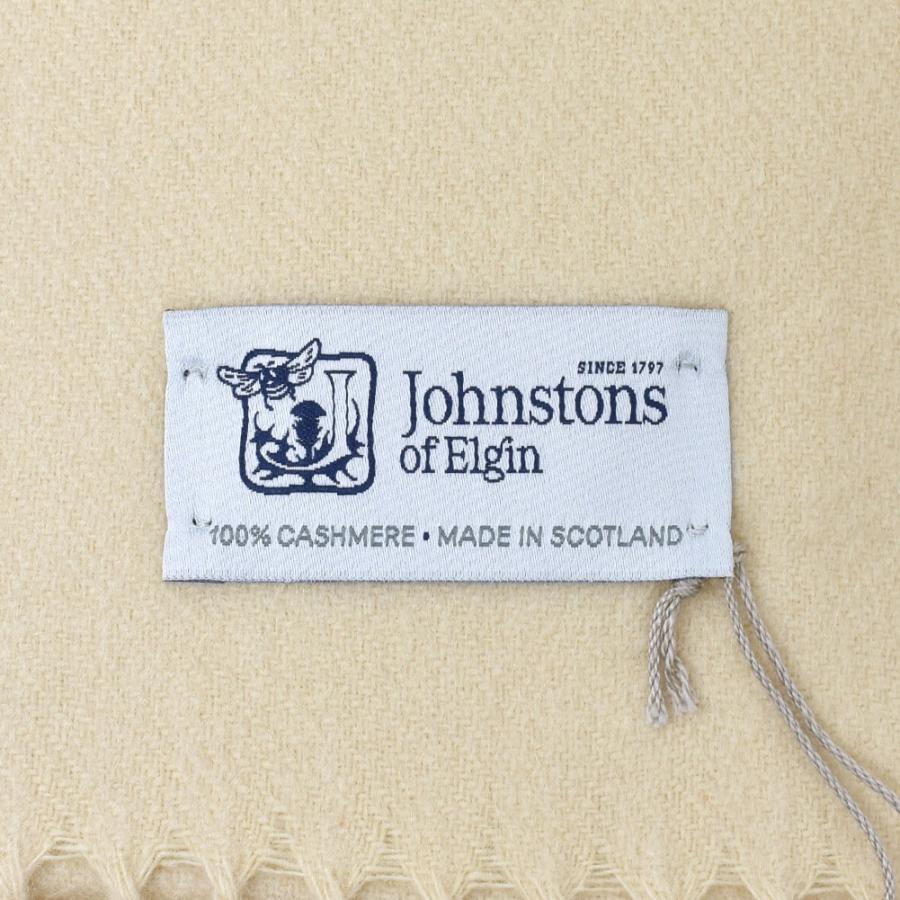 SINCE 1797
Johnstons
of Elgin
100% CASHMERE • MADE IN SCOTLAND